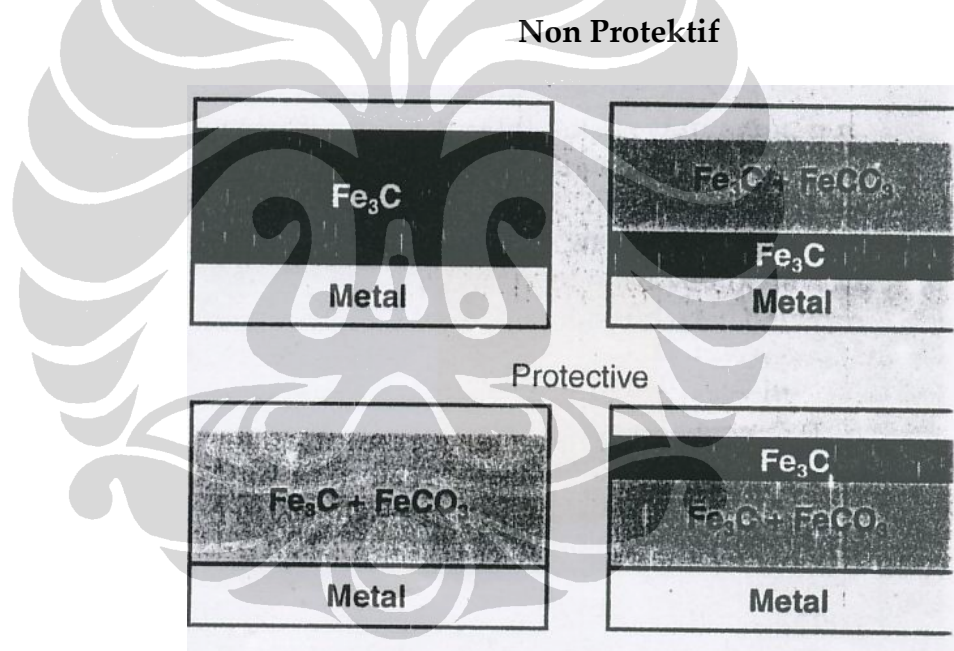 Non Protektif
Fe₃C
Metal
Fe₃C + FeCO₃
Fe₃C
Metal
Protective
Fe₃C + FeCO₃
Metal
Fe₃C
Fe₃C + FeCO₃
Metal